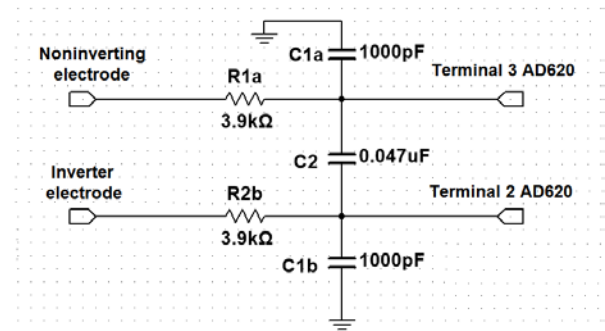 Noninverting
electrode
R1a
3.9kΩ
C1a
1000pF
Terminal 3 AD620
C2
0.047uF
Inverter
electrode
R2b
3.9kΩ
Terminal 2 AD620
C1b
1000pF